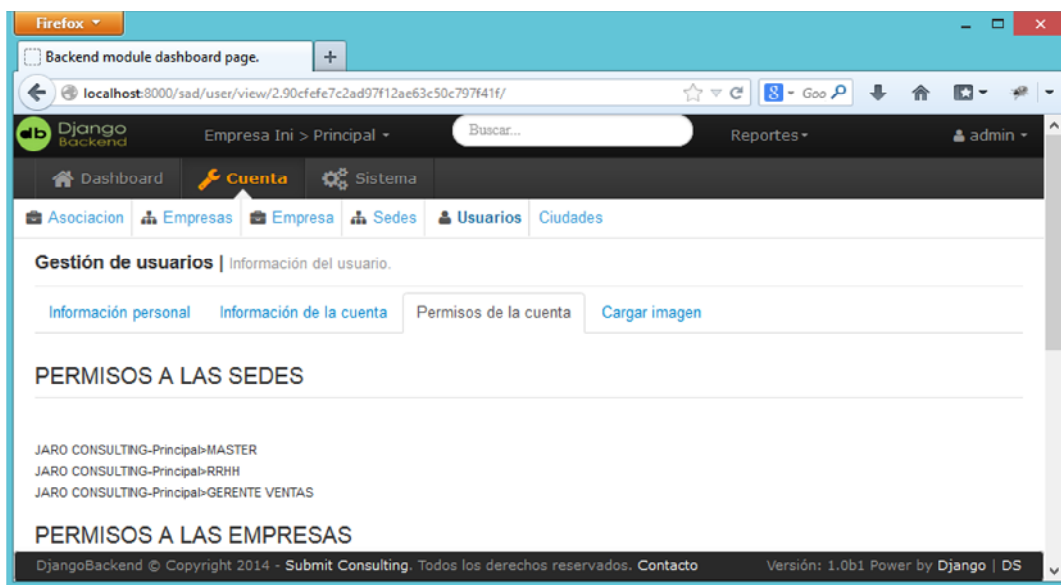 Firefox
Backend module dashboard page.
localhost:8000/sad/user/view/2.90cfefe7c2ad97f12ae63c50c797f41f/
8 - Goo
db Django Backend Empresa Ini > Principal Buscar... Reportes admin
Dashboard Cuenta Sistema
Asociacion Empresas Empresa Sedes Usuarios Ciudades
Gestión de usuarios | Información del usuario.
Información personal Información de la cuenta Permisos de la cuenta Cargar imagen
PERMISOS A LAS SEDES
JARO CONSULTING-Principal>MASTER
JARO CONSULTING-Principal>RRHH
JARO CONSULTING-Principal>GERENTE VENTAS
PERMISOS A LAS EMPRESAS
DjangoBackend © Copyright 2014 - Submit Consulting. Todos los derechos reservados. Contacto Versión: 1.0b1 Power by Django | DS